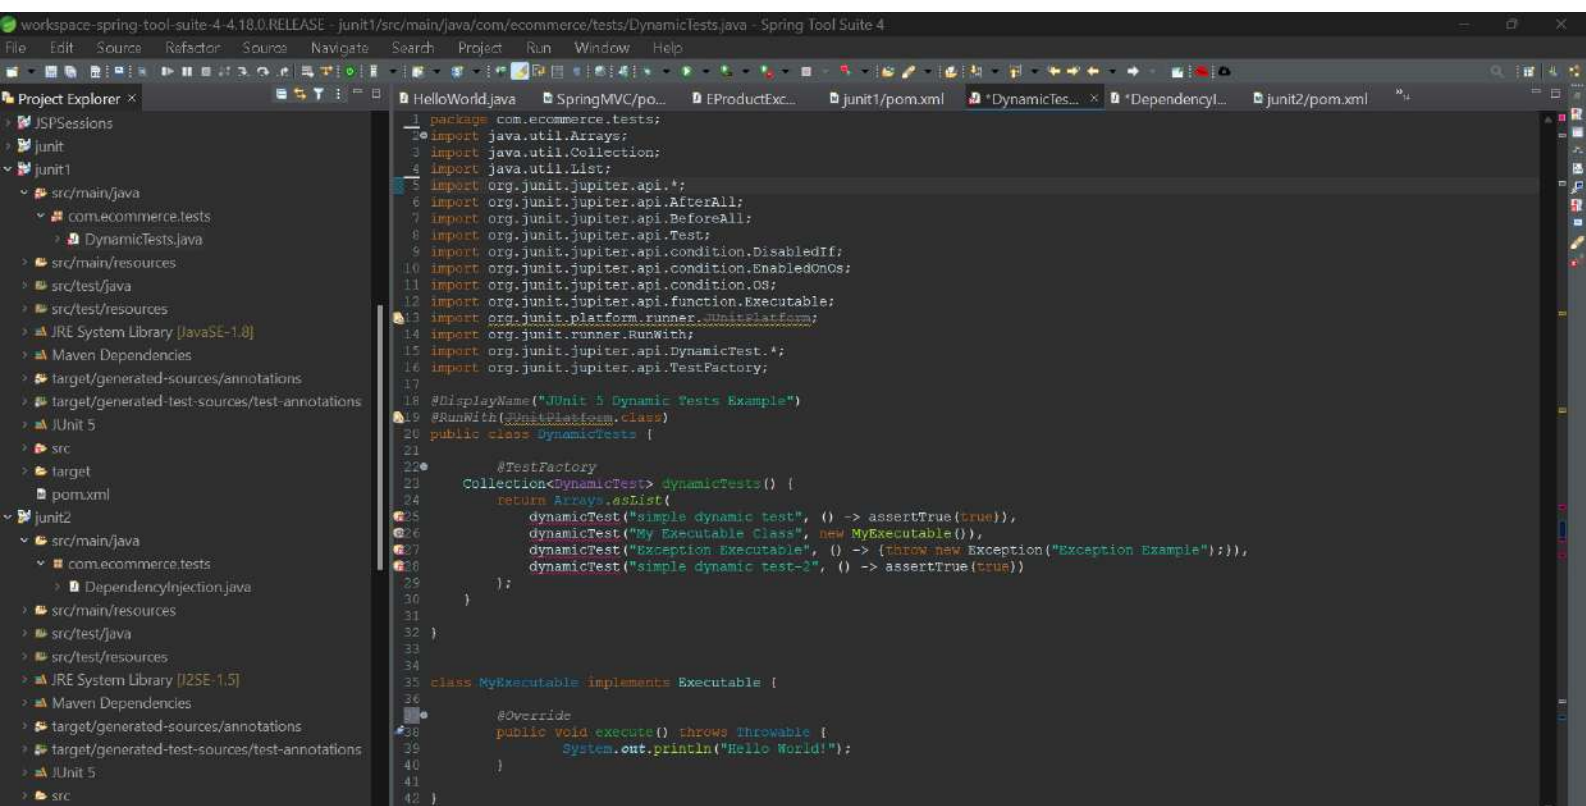 workspace-spring-tool-suite-4-4.18.0.RELEASE - junit1/src/main/java/com/ecommerce/tests/DynamicTests.java - Spring Tool Suite 4
File Edit Source Refactor Source Navigate Search Project Run Window Help
Project Explorer
JSPSessions
junit
junit1
src/main/java
com.ecommerce.tests
DynamicTests.java
src/main/resources
src/test/java
src/test/resources
JRE System Library [JavaSE-1.8]
Maven Dependencies
target/generated-sources/annotations
target/generated-test-sources/test-annotations
JUnit 5
src
target
pom.xml
junit2
src/main/java
com.ecommerce.tests
DependencyInjection.java
src/main/resources
src/test/java
src/test/resources
JRE System Library [J2SE-1.5]
Maven Dependencies
target/generated-sources/annotations
target/generated-test-sources/test-annotations
JUnit 5
src
HelloWorld.java SpringMVC/po... EProductExc... junit1/pom.xml *DynamicTes... *DependencyI... junit2/pom.xml
1 package com.ecommerce.tests;
2 import java.util.Arrays;
3 import java.util.Collection;
4 import java.util.List;
5 import org.junit.jupiter.api.*;
6 import org.junit.jupiter.api.AfterAll;
7 import org.junit.jupiter.api.BeforeAll;
8 import org.junit.jupiter.api.Test;
9 import org.junit.jupiter.api.condition.DisabledIf;
10 import org.junit.jupiter.api.condition.EnabledOnOs;
11 import org.junit.jupiter.api.condition.OS;
12 import org.junit.jupiter.api.function.Executable;
13 import org.junit.platform.runner.JUnitPlatform;
14 import org.junit.runner.RunWith;
15 import org.junit.jupiter.api.DynamicTest.*;
16 import org.junit.jupiter.api.TestFactory;
17
18 @DisplayName("JUnit 5 Dynamic Tests Example")
19 @RunWith(JUnitPlatform.class)
20 public class DynamicTests {
21
22 @TestFactory
23 Collection<DynamicTest> dynamicTests() {
24 return Arrays.asList(
25 dynamicTest("simple dynamic test", () -> assertTrue(true)),
26 dynamicTest("My Executable Class", new MyExecutable()),
27 dynamicTest("Exception Executable", () -> {throw new Exception("Exception Example");}),
28 dynamicTest("simple dynamic test-2", () -> assertTrue(true))
29 );
30 }
31
32 }
33
34
35 class MyExecutable implements Executable {
36
37 @Override
38 public void execute() throws Throwable {
39 System.out.println("Hello World!");
40 }
41
42 }